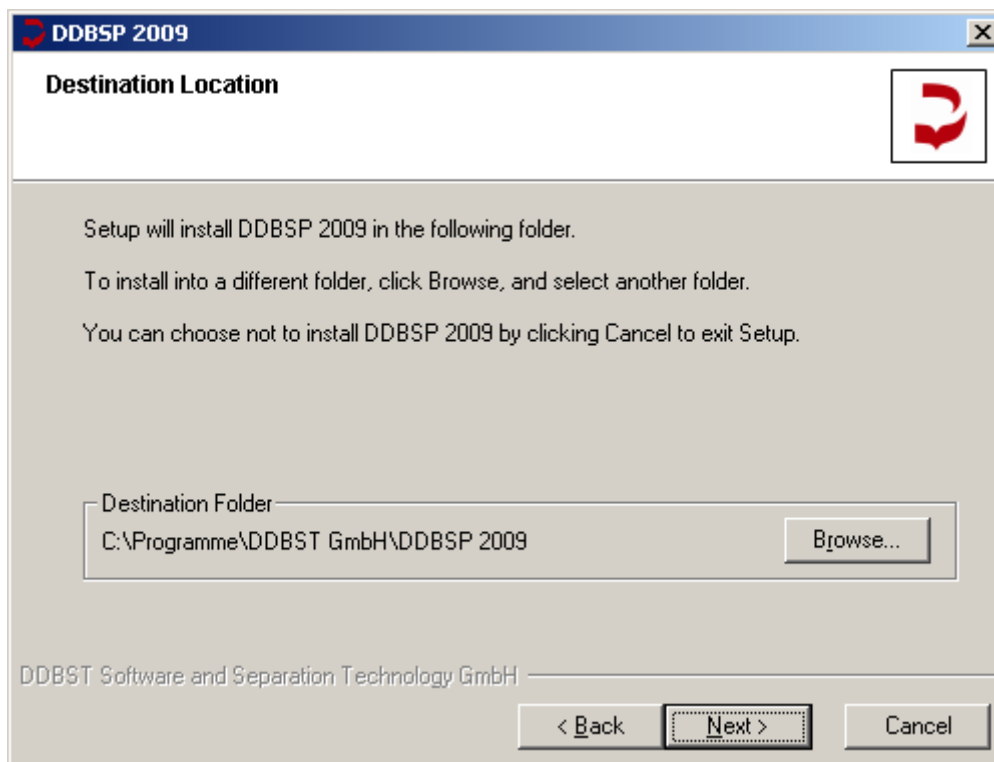 DDBSP 2009
Destination Location
Setup will install DDBSP 2009 in the following folder.
To install into a different folder, click Browse, and select another folder.
You can choose not to install DDBSP 2009 by clicking Cancel to exit Setup.
Destination Folder
C:\Programme\DDBST GmbH\DDBSP 2009
Browse...
DDBST Software and Separation Technology GmbH
< Back
Next >
Cancel